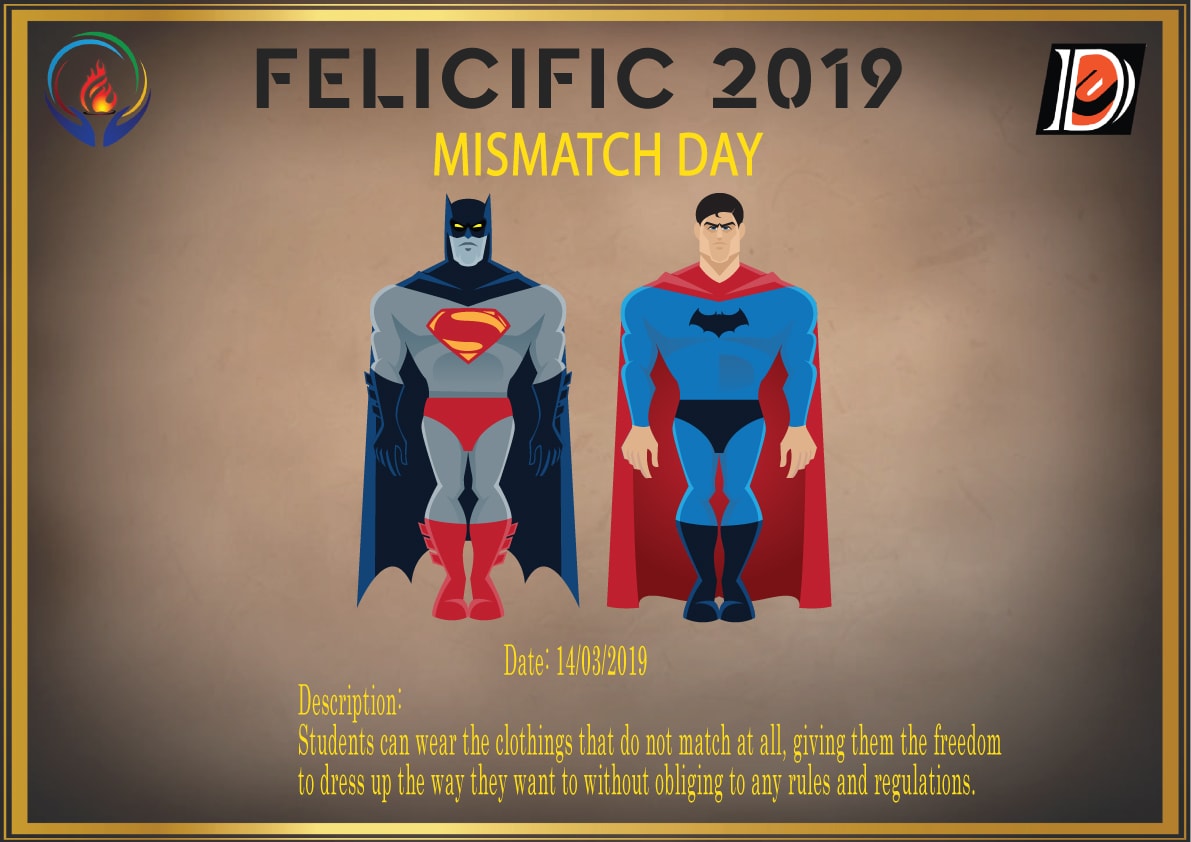 FELICIFIC 2019
MISMATCH DAY
Date: 14/03/2019
Description:
Students can wear the clothings that do not match at all, giving them the freedom
to dress up the way they want to without obliging to any rules and regulations.